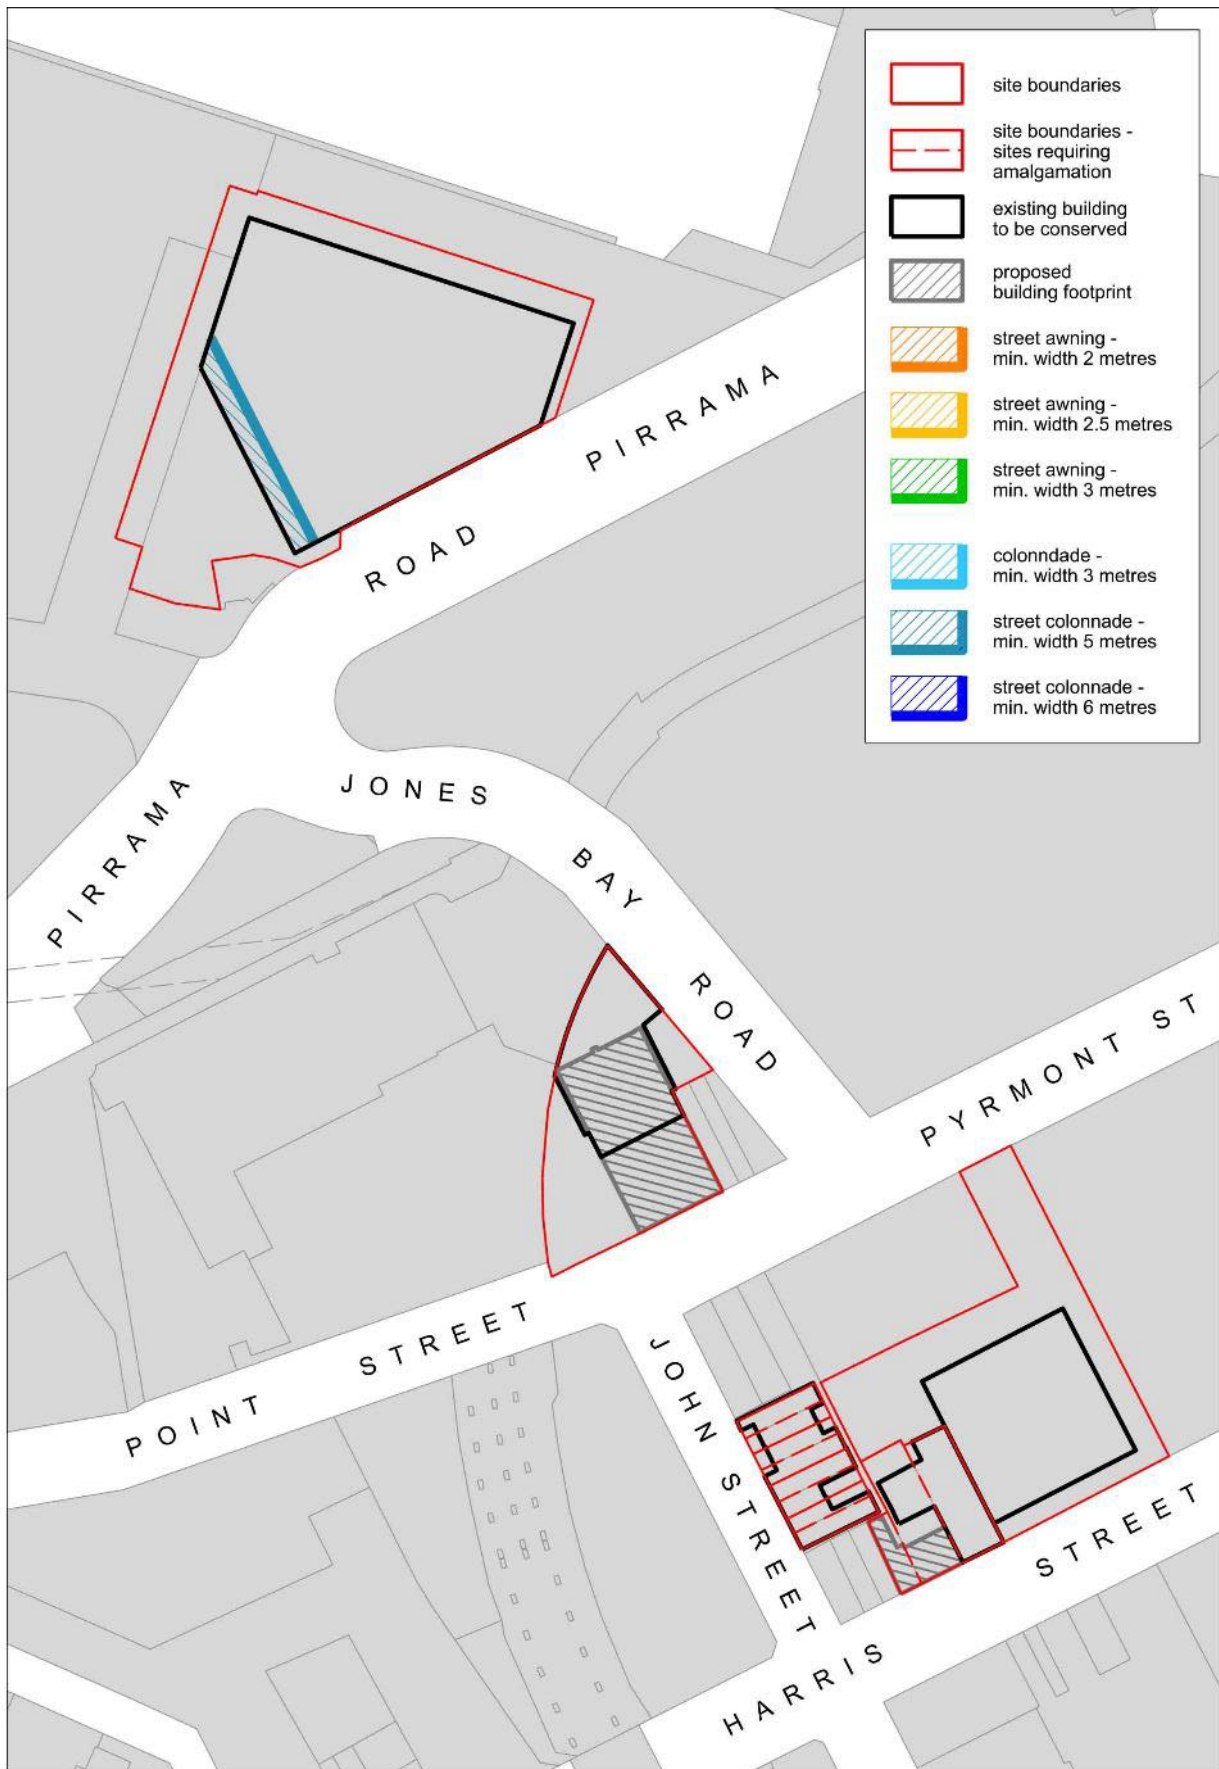 site boundaries
site boundaries -
sites requiring
amalgamation
existing building
to be conserved
proposed
building footprint
street awning -
min. width 2 metres
street awning -
min. width 2.5 metres
street awning -
min. width 3 metres
colonndade -
min. width 3 metres
street colonnade -
min. width 5 metres
street colonnade -
min. width 6 metres
PIRRAMA
ROAD
PIRRAMA
JONES
BAY
ROAD
PYRMONT ST
POINT STREET
JOHN STREET
HARRIS STREET